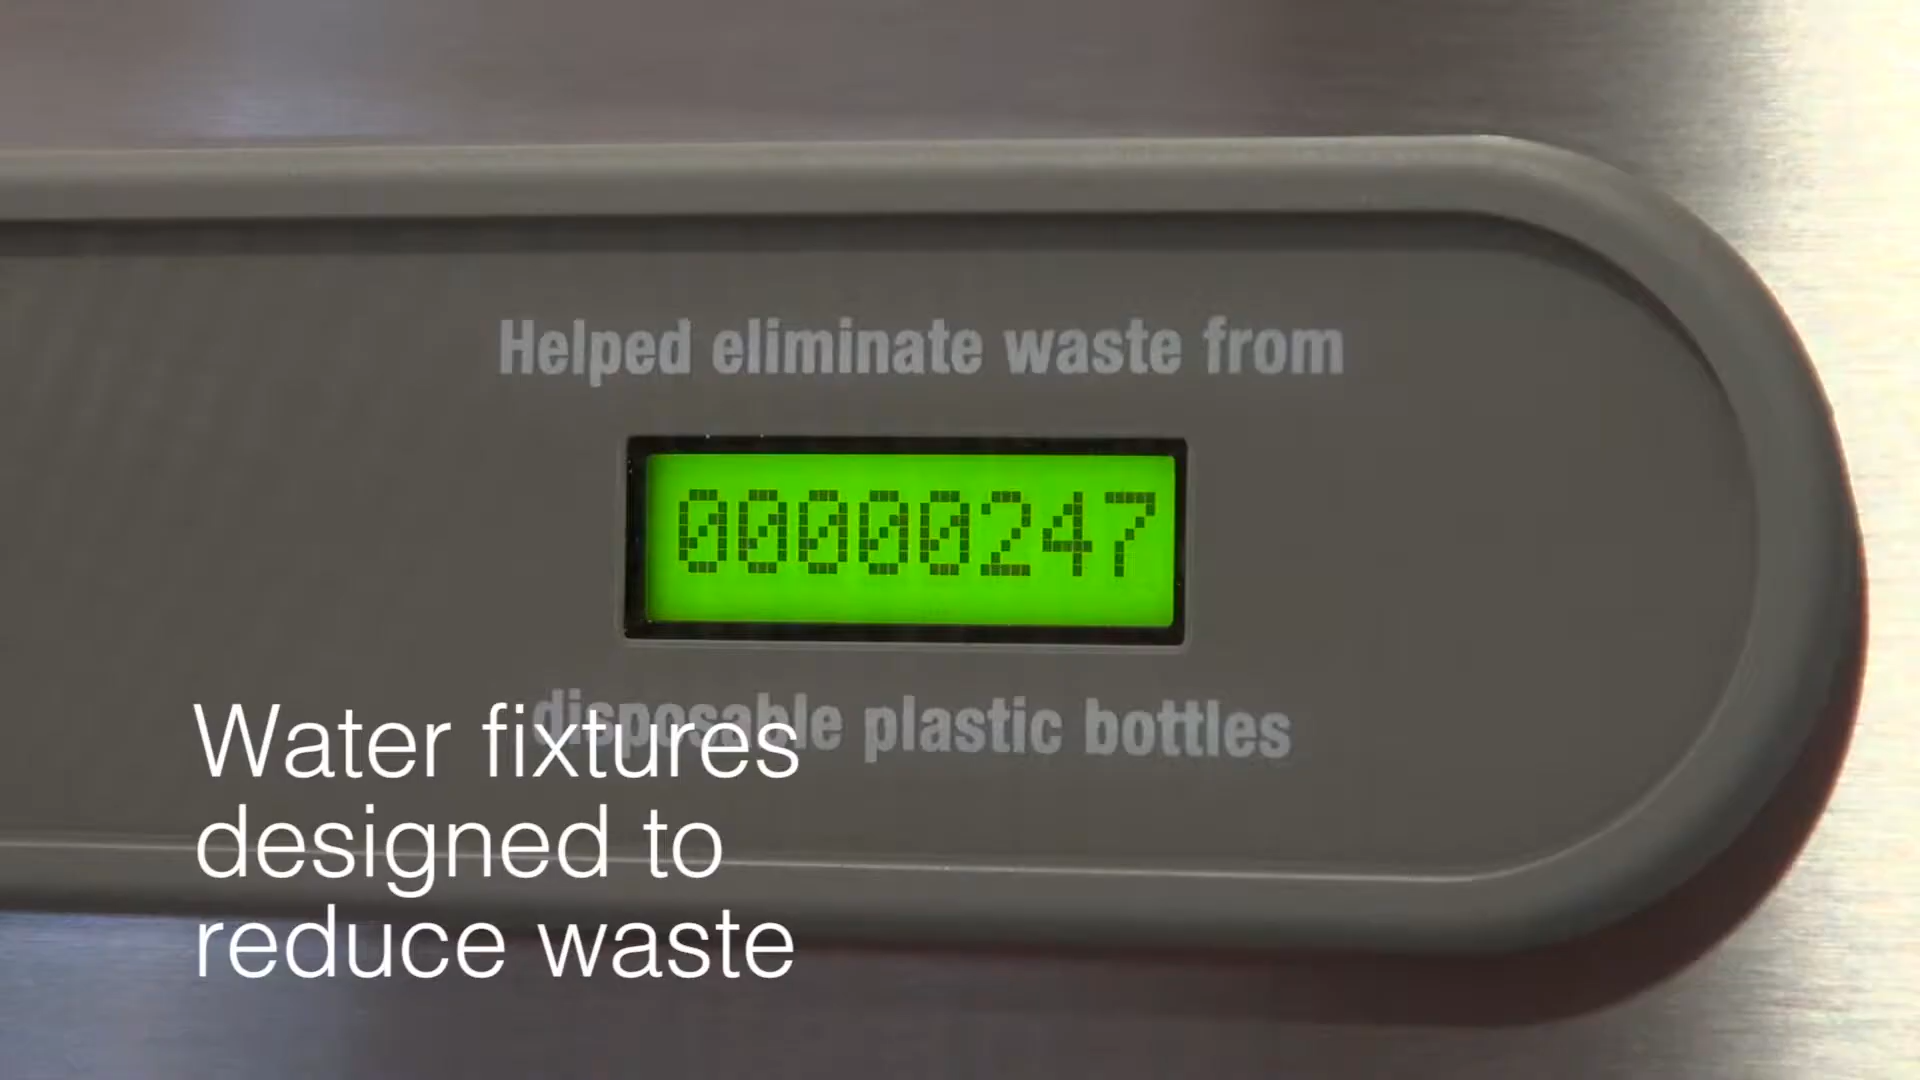 Helped eliminate waste from
00000247
disposable plastic bottles
Water fixtures
designed to
reduce waste